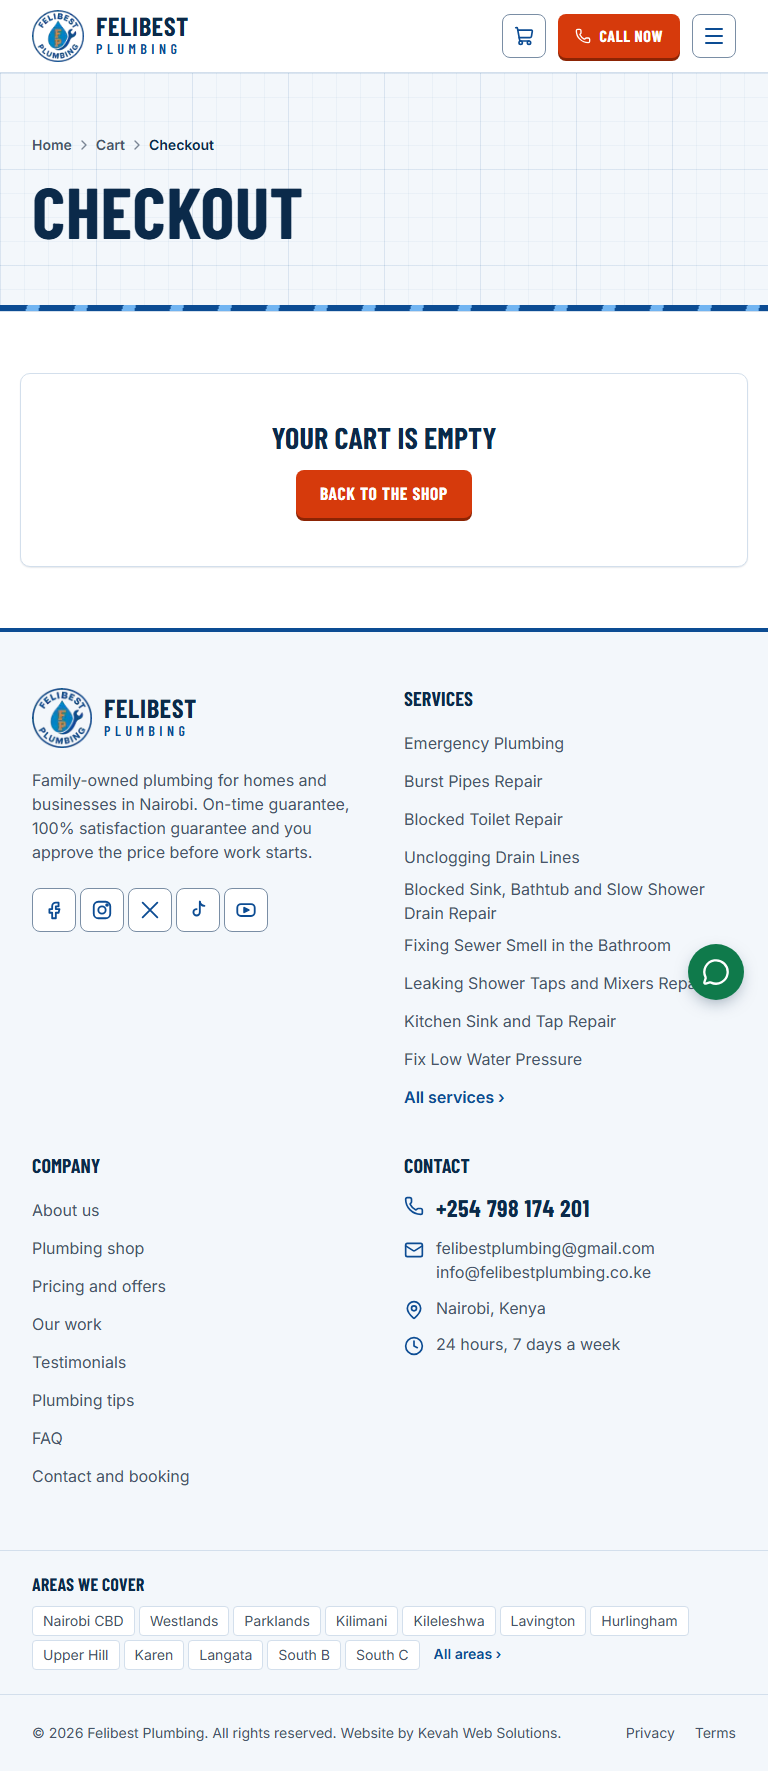 FELIBEST
PLUMBING
FELIBEST
PLUMBING
CALL NOW
Home > Cart > Checkout
CHECKOUT
YOUR CART IS EMPTY
BACK TO THE SHOP
FELIBEST
PLUMBING
FELIBEST
PLUMBING
Family-owned plumbing for homes and
businesses in Nairobi. On-time guarantee,
100% satisfaction guarantee and you
approve the price before work starts.
SERVICES
Emergency Plumbing
Burst Pipes Repair
Blocked Toilet Repair
Unclogging Drain Lines
Blocked Sink, Bathtub and Slow Shower
Drain Repair
Fixing Sewer Smell in the Bathroom
Leaking Shower Taps and Mixers
Kitchen Sink and Tap Repair
Fix Low Water Pressure
All services ›
COMPANY
About us
Plumbing shop
Pricing and offers
Our work
Testimonials
Plumbing tips
FAQ
Contact and booking
CONTACT
+254 798 174 201
felibestplumbing@gmail.com
info@felibestplumbing.co.ke
Nairobi, Kenya
24 hours, 7 days a week
AREAS WE COVER
Nairobi CBD Westlands Parklands Kilimani Kileleshwa Lavington Hurlingham
Upper Hill Karen Langata South B South C All areas ›
© 2026 Felibest Plumbing. All rights reserved. Website by Kevah Web Solutions. Privacy Terms